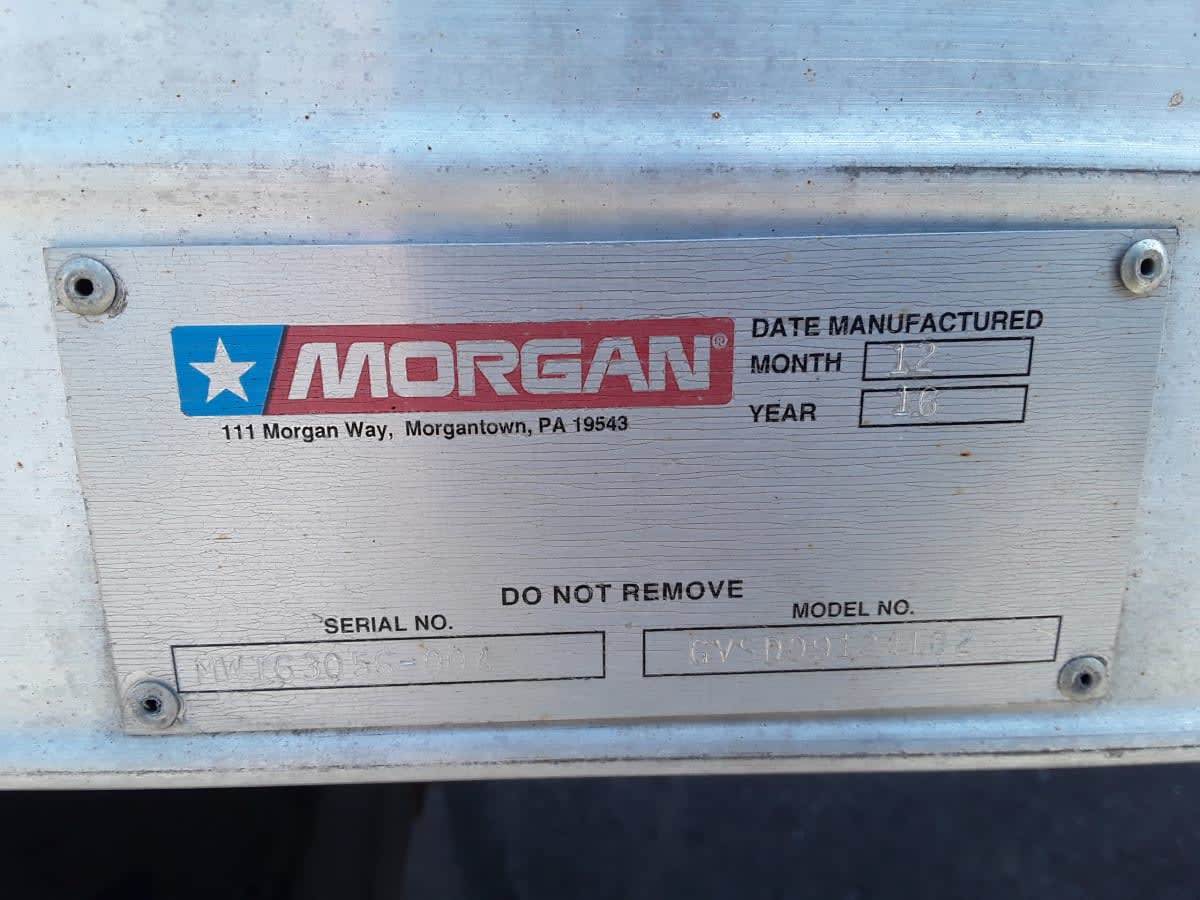 MORGAN®
111 Morgan Way, Morgantown, PA 19543
DATE MANUFACTURED
MONTH 12
YEAR 16
DO NOT REMOVE
SERIAL NO.
MODEL NO.